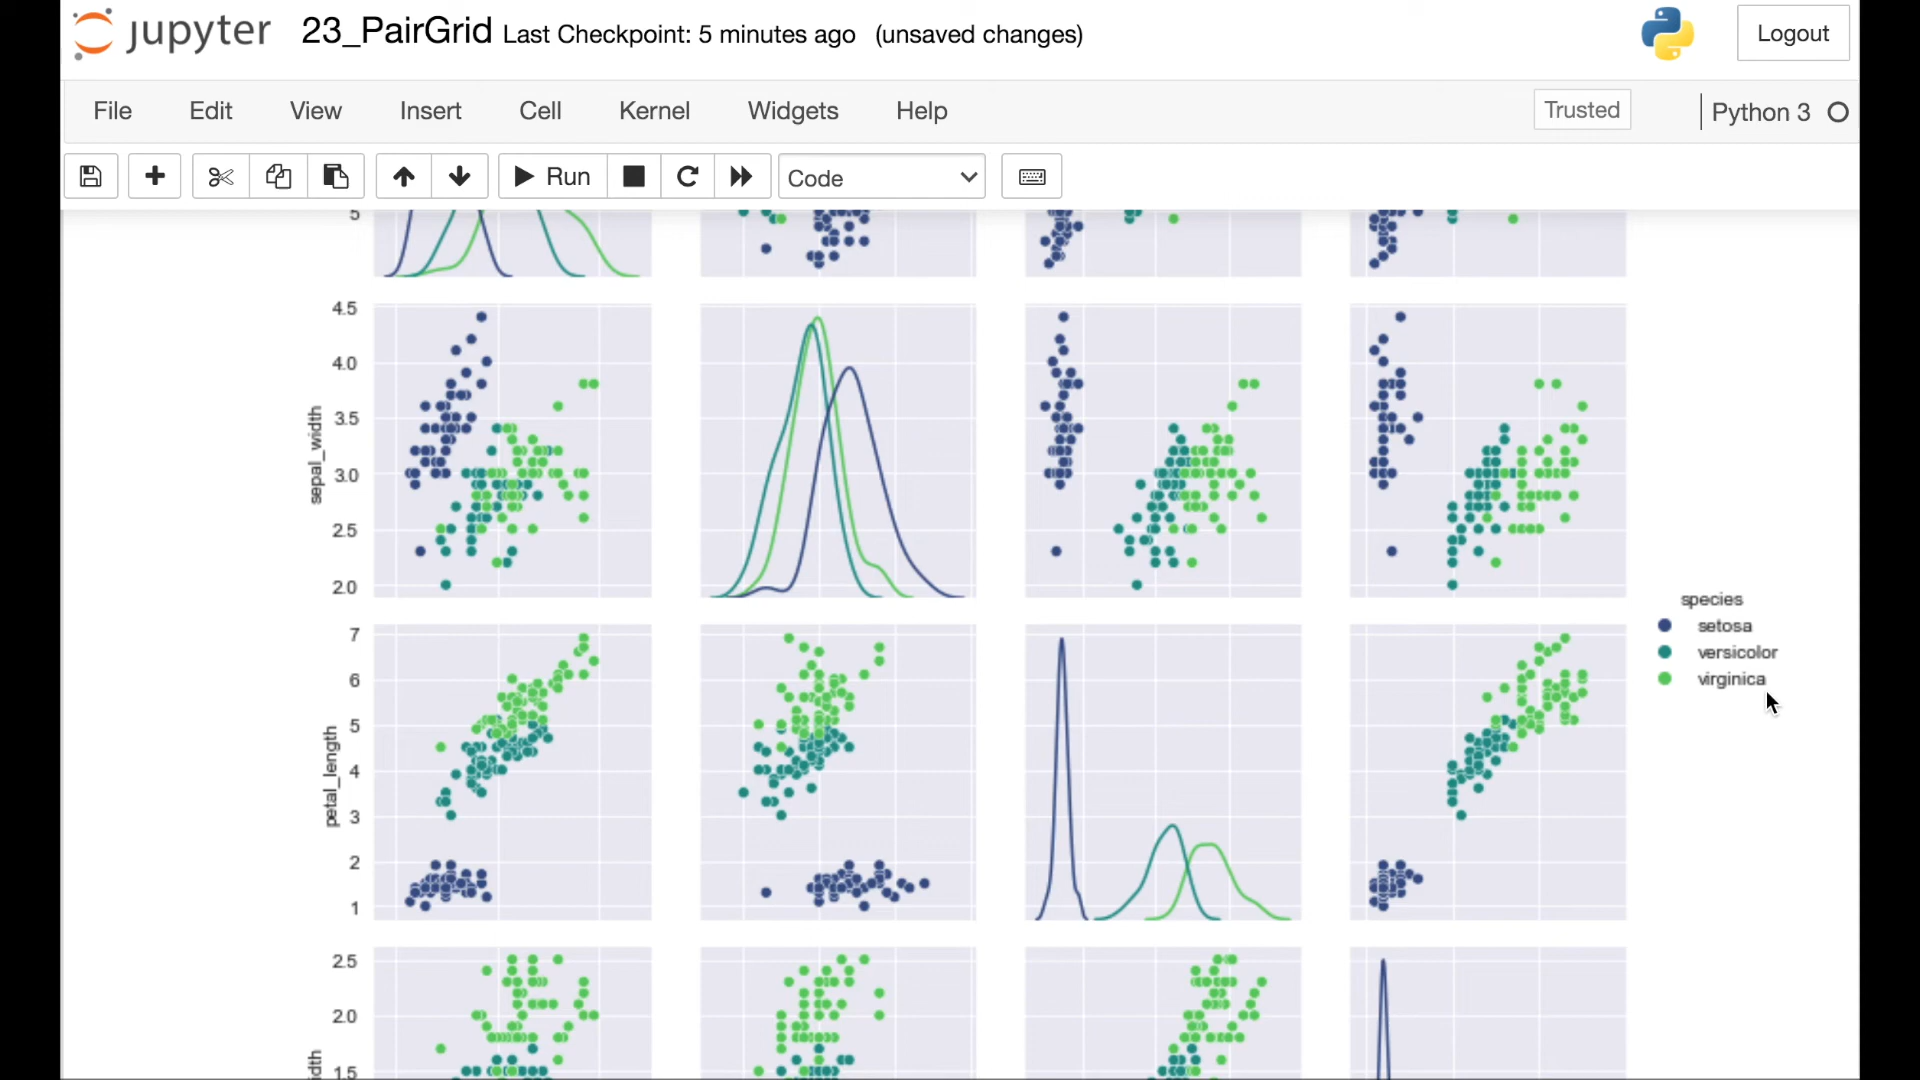 jupyter 23_PairGrid Last Checkpoint: 5 minutes ago (unsaved changes) Logout
File Edit View Insert Cell Kernel Widgets Help Trusted Python 3
Run Code
5
4.5
4.0
3.5
3.0
2.5
2.0
sepal_width
species
setosa
versicolor
virginica
7
6
5
4
3
2
1
petal_length
2.5
2.0
1.5
idth